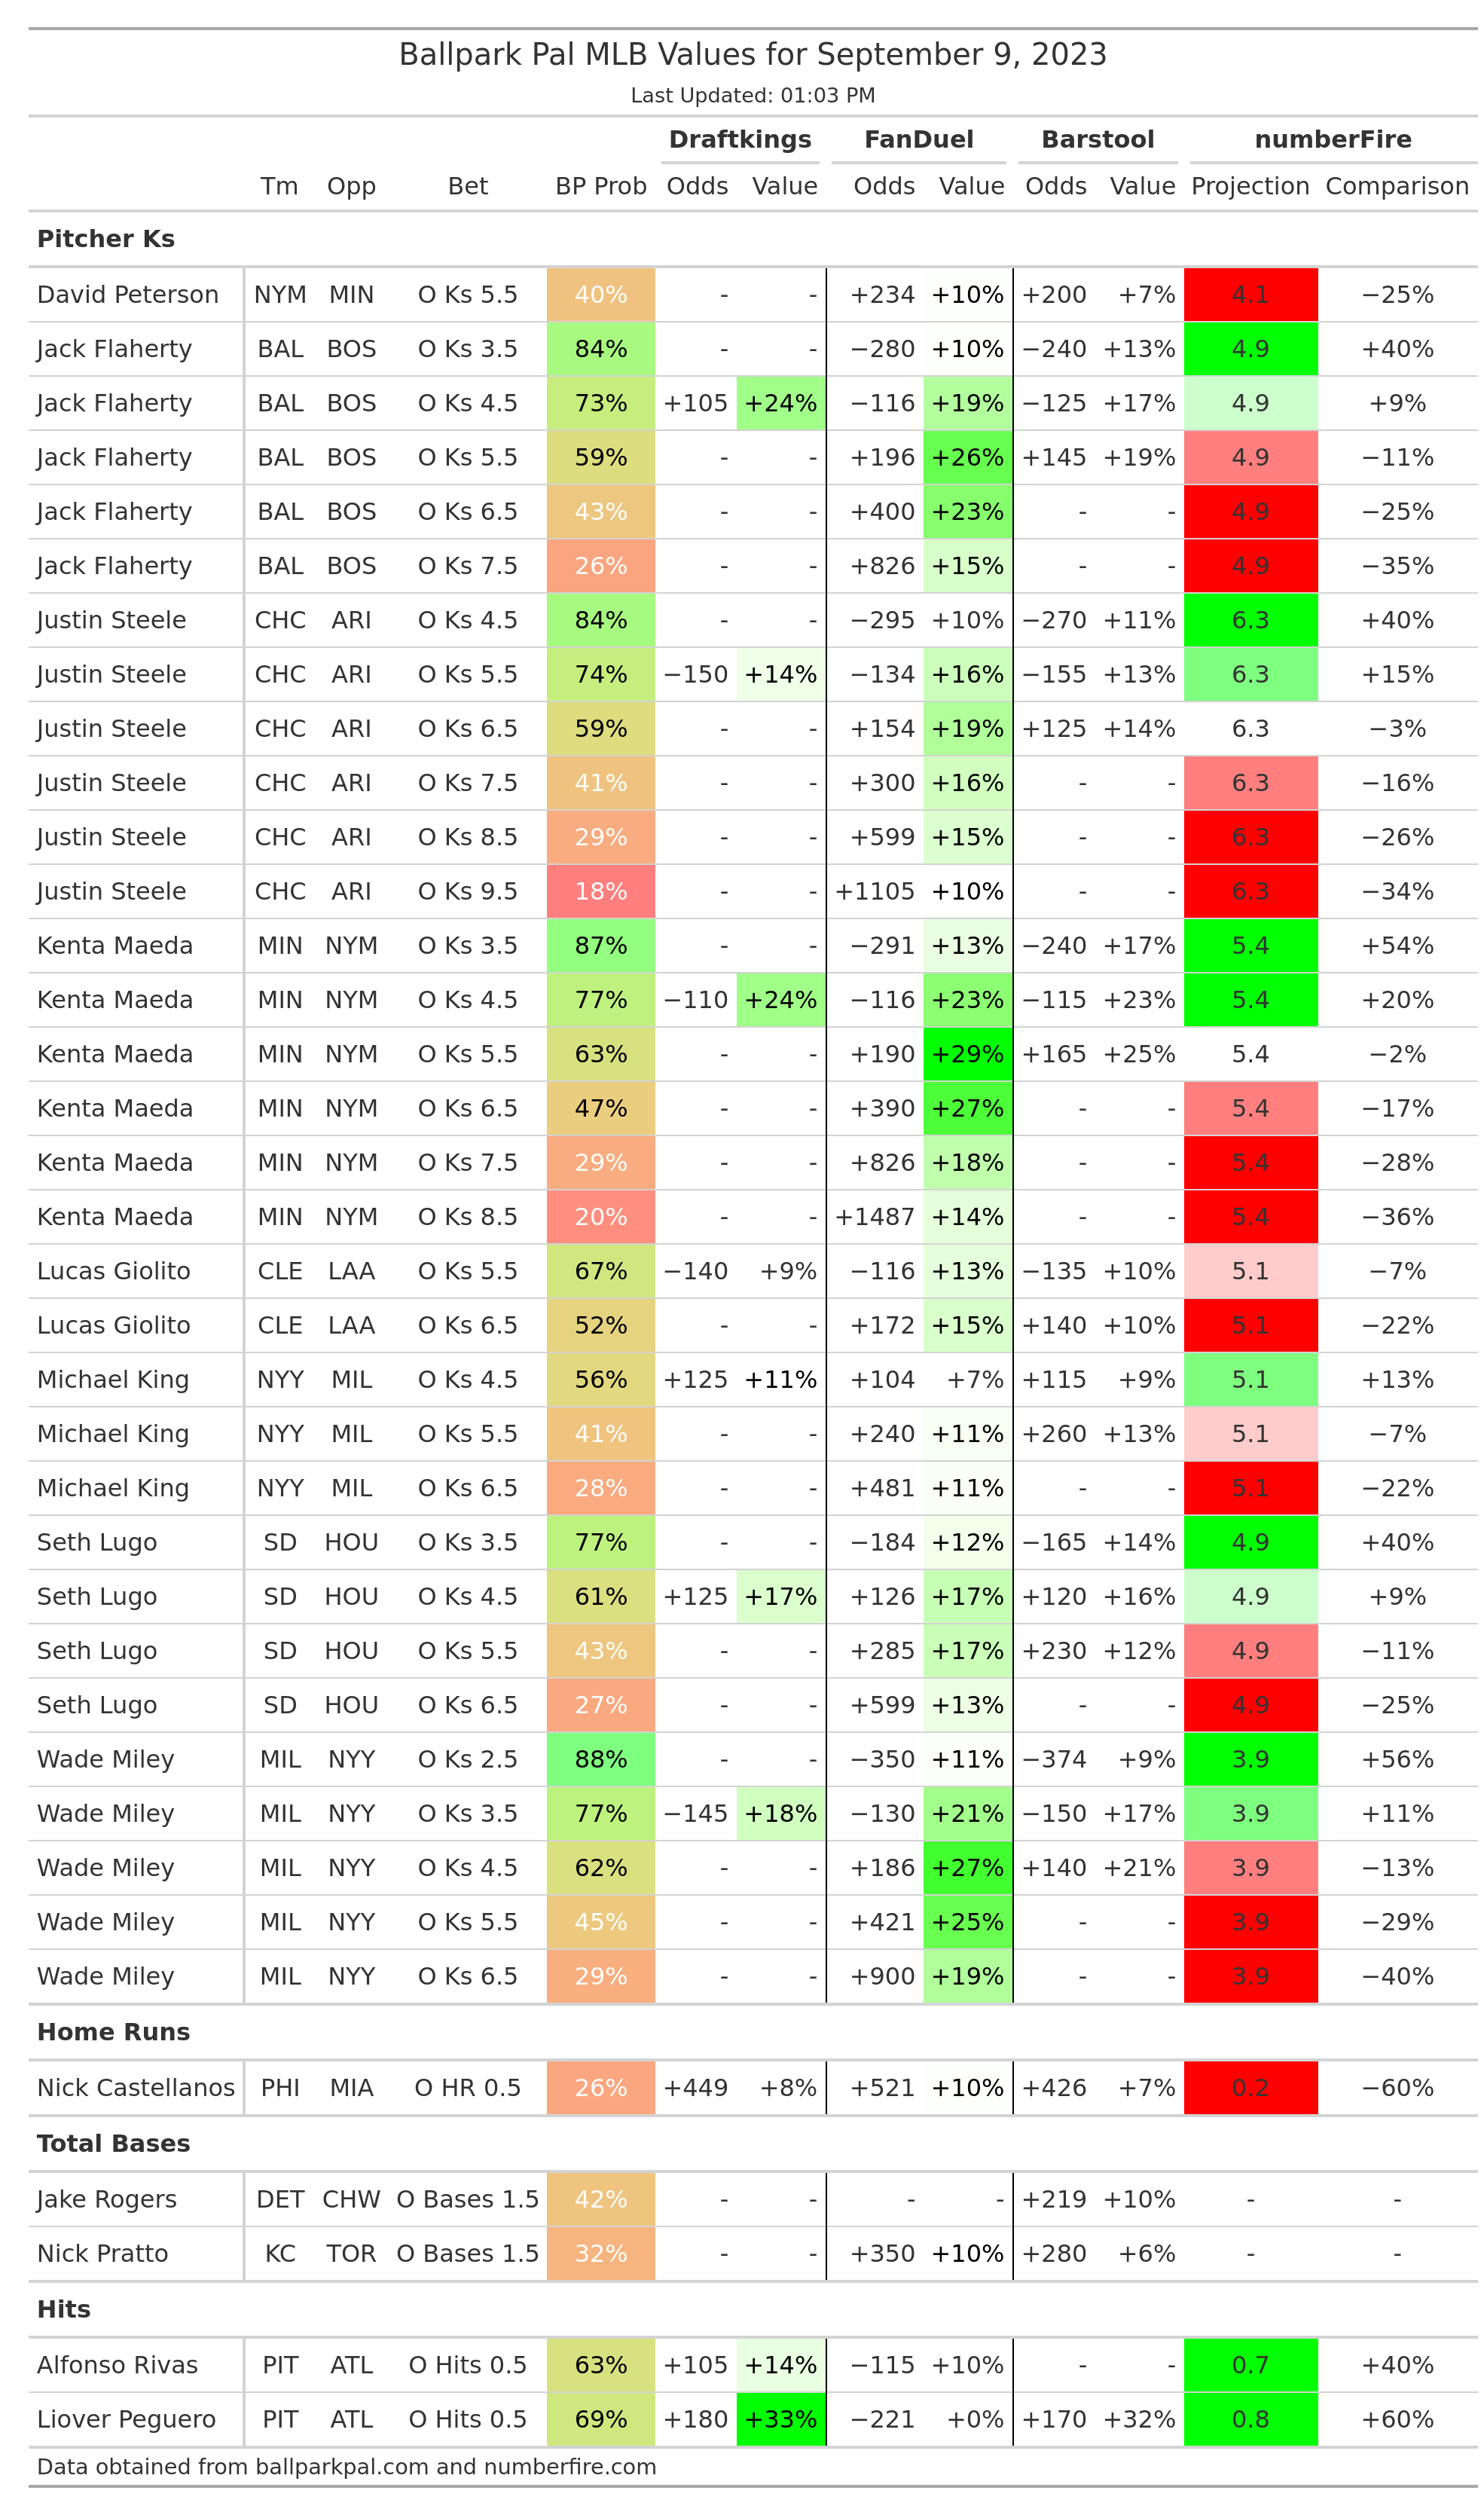 Ballpark Pal MLB Values for September 9, 2023
Last Updated: 01:03 PM
Draftkings FanDuel Barstool numberFire
Tm Opp Bet BP Prob Odds Value Odds Value Odds Value Projection Comparison
Pitcher Ks
David Peterson NYM MIN O Ks 5.5 40% - - +234 +10% +200 +7% 4.1 −25%
Jack Flaherty BAL BOS O Ks 3.5 84% - - −280 +10% −240 +13% 4.9 +40%
Jack Flaherty BAL BOS O Ks 4.5 73% +105 +24% −116 +19% −125 +17% 4.9 +9%
Jack Flaherty BAL BOS O Ks 5.5 59% - - +196 +26% +145 +19% 4.9 −11%
Jack Flaherty BAL BOS O Ks 6.5 43% - - +400 +23% - - 4.9 −25%
Jack Flaherty BAL BOS O Ks 7.5 26% - - +826 +15% - - 4.9 −35%
Justin Steele CHC ARI O Ks 4.5 84% - - −295 +10% −270 +11% 6.3 +40%
Justin Steele CHC ARI O Ks 5.5 74% −150 +14% −134 +16% −155 +13% 6.3 +15%
Justin Steele CHC ARI O Ks 6.5 59% - - +154 +19% +125 +14% 6.3 −3%
Justin Steele CHC ARI O Ks 7.5 41% - - +300 +16% - - 6.3 −16%
Justin Steele CHC ARI O Ks 8.5 29% - - +599 +15% - - 6.3 −26%
Justin Steele CHC ARI O Ks 9.5 18% - - +1105 +10% - - 6.3 −34%
Kenta Maeda MIN NYM O Ks 3.5 87% - - −291 +13% −240 +17% 5.4 +54%
Kenta Maeda MIN NYM O Ks 4.5 77% −110 +24% −116 +23% −115 +23% 5.4 +20%
Kenta Maeda MIN NYM O Ks 5.5 63% - - +190 +29% +165 +25% 5.4 −2%
Kenta Maeda MIN NYM O Ks 6.5 47% - - +390 +27% - - 5.4 −17%
Kenta Maeda MIN NYM O Ks 7.5 29% - - +826 +18% - - 5.4 −28%
Kenta Maeda MIN NYM O Ks 8.5 20% - - +1487 +14% - - 5.4 −36%
Lucas Giolito CLE LAA O Ks 5.5 67% −140 +9% −116 +13% −135 +10% 5.1 −7%
Lucas Giolito CLE LAA O Ks 6.5 52% - - +172 +15% +140 +10% 5.1 −22%
Michael King NYY MIL O Ks 4.5 56% +125 +11% +104 +7% +115 +9% 5.1 +13%
Michael King NYY MIL O Ks 5.5 41% - - +240 +11% +260 +13% 5.1 −7%
Michael King NYY MIL O Ks 6.5 28% - - +481 +11% - - 5.1 −22%
Seth Lugo SD HOU O Ks 3.5 77% - - −184 +12% −165 +14% 4.9 +40%
Seth Lugo SD HOU O Ks 4.5 61% +125 +17% +126 +17% +120 +16% 4.9 +9%
Seth Lugo SD HOU O Ks 5.5 43% - - +285 +17% +230 +12% 4.9 −11%
Seth Lugo SD HOU O Ks 6.5 27% - - +599 +13% - - 4.9 −25%
Wade Miley MIL NYY O Ks 2.5 88% - - −350 +11% −374 +9% 3.9 +56%
Wade Miley MIL NYY O Ks 3.5 77% −145 +18% −130 +21% −150 +17% 3.9 +11%
Wade Miley MIL NYY O Ks 4.5 62% - - +186 +27% +140 +21% 3.9 −13%
Wade Miley MIL NYY O Ks 5.5 45% - - +421 +25% - - 3.9 −29%
Wade Miley MIL NYY O Ks 6.5 29% - - +900 +19% - - 3.9 −40%
Home Runs
Nick Castellanos PHI MIA O HR 0.5 26% +449 +8% +521 +10% +426 +7% 0.2 −60%
Total Bases
Jake Rogers DET CHW O Bases 1.5 42% - - - - +219 +10% - -
Nick Pratto KC TOR O Bases 1.5 32% - - +350 +10% +280 +6% - -
Hits
Alfonso Rivas PIT ATL O Hits 0.5 63% +105 +14% −115 +10% - - 0.7 +40%
Liover Peguero PIT ATL O Hits 0.5 69% +180 +33% −221 +0% +170 +32% 0.8 +60%
Data obtained from ballparkpal.com and numberfire.com